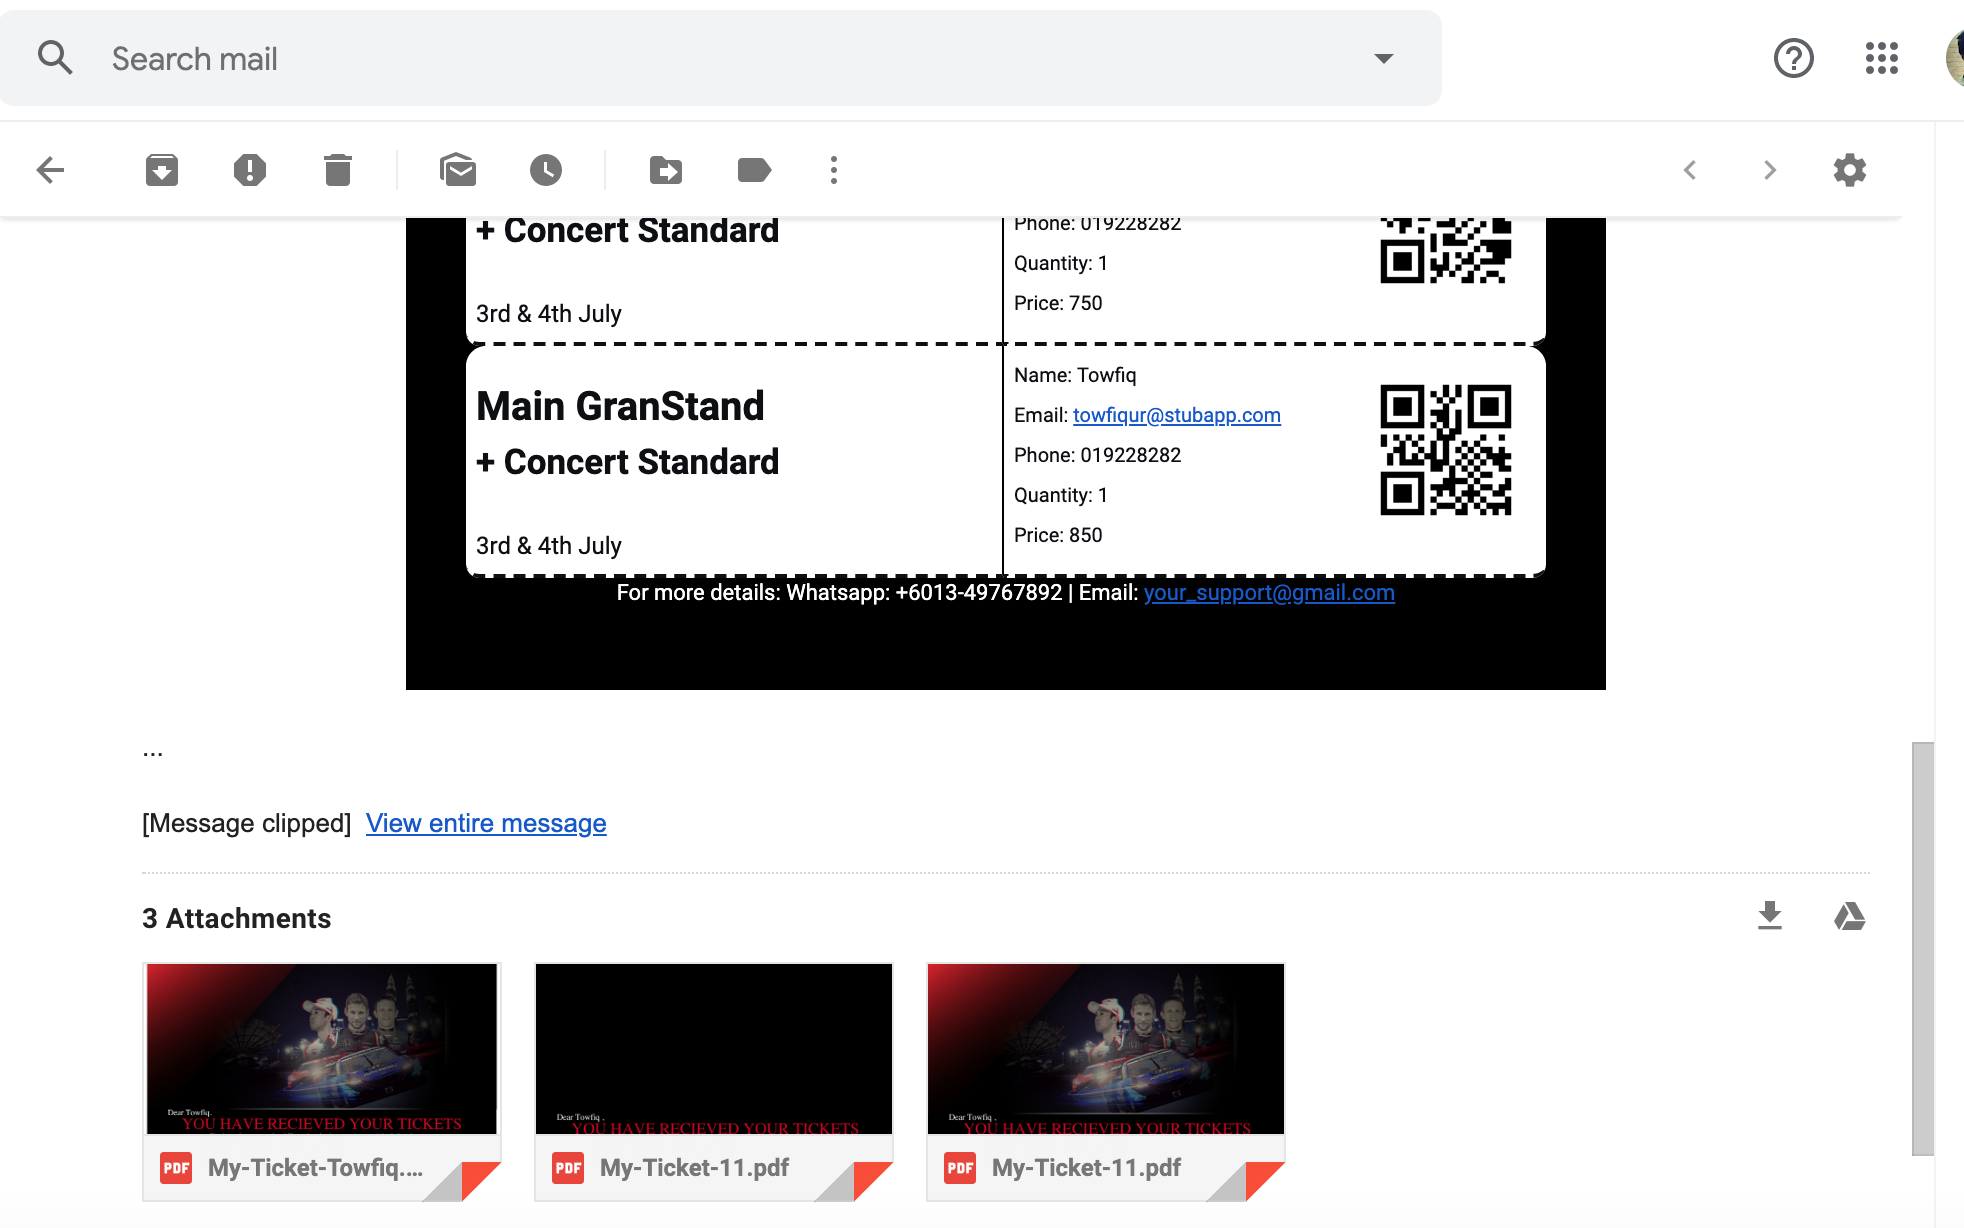 Search mail
+ Concert Standard
3rd & 4th July
Phone: 019228282
Quantity: 1
Price: 750
Main GranStand
+ Concert Standard
3rd & 4th July
Name: Towfiq
Email: towfiqur@stubapp.com
Phone: 019228282
Quantity: 1
Price: 850
For more details: Whatsapp: +6013-49767892 | Email: your_support@gmail.com
...
[Message clipped] View entire message
3 Attachments
Dear Towfiq.
YOU HAVE RECIEVED YOUR TICKETS
PDF My-Ticket-Towfiq....
Dear Towfiq .
YOU HAVE RECIEVED YOUR TICKETS
PDF My-Ticket-11.pdf
Dear Towfiq .
YOU HAVE RECIEVED YOUR TICKETS
PDF My-Ticket-11.pdf